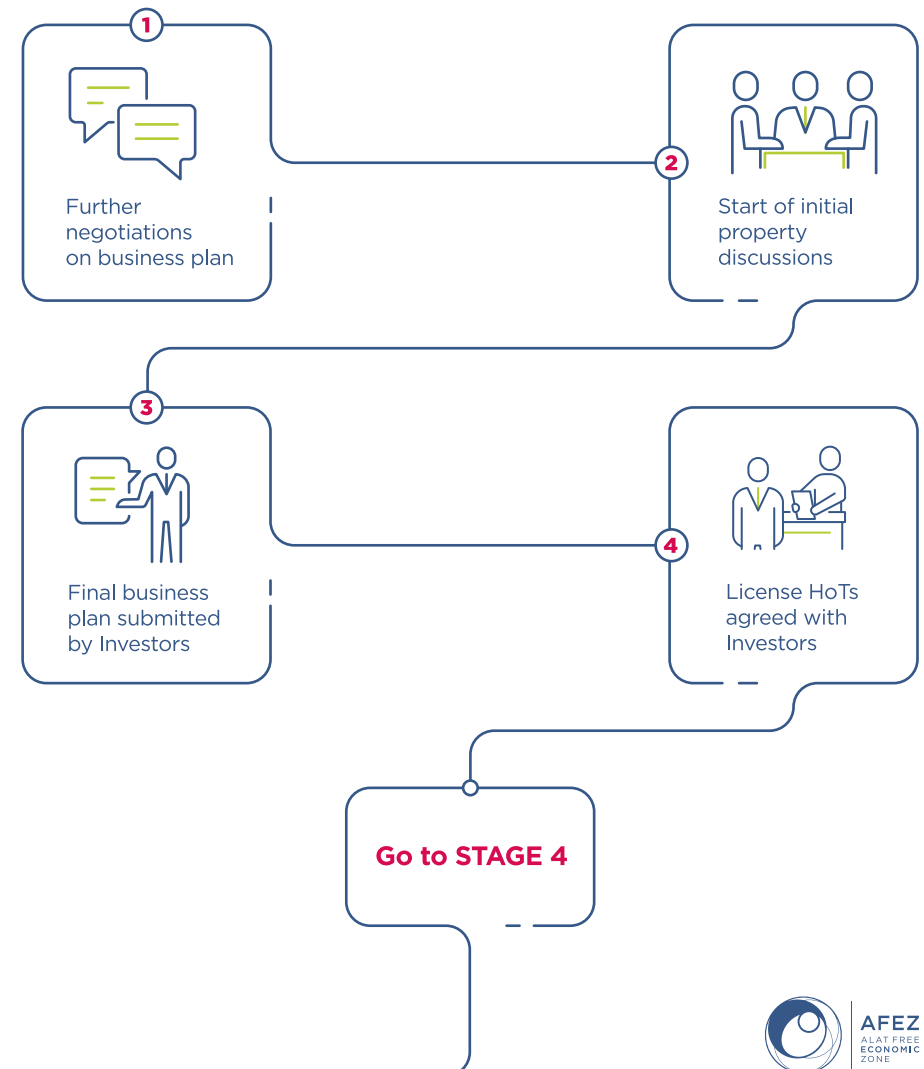 1
Further
negotiations
on business plan
2
Start of initial
property
discussions
3
Final business
plan submitted
by Investors
4
License HoTs
agreed with
Investors
Go to STAGE 4
AFEZ
ALAT FREE
ECONOMIC
ZONE